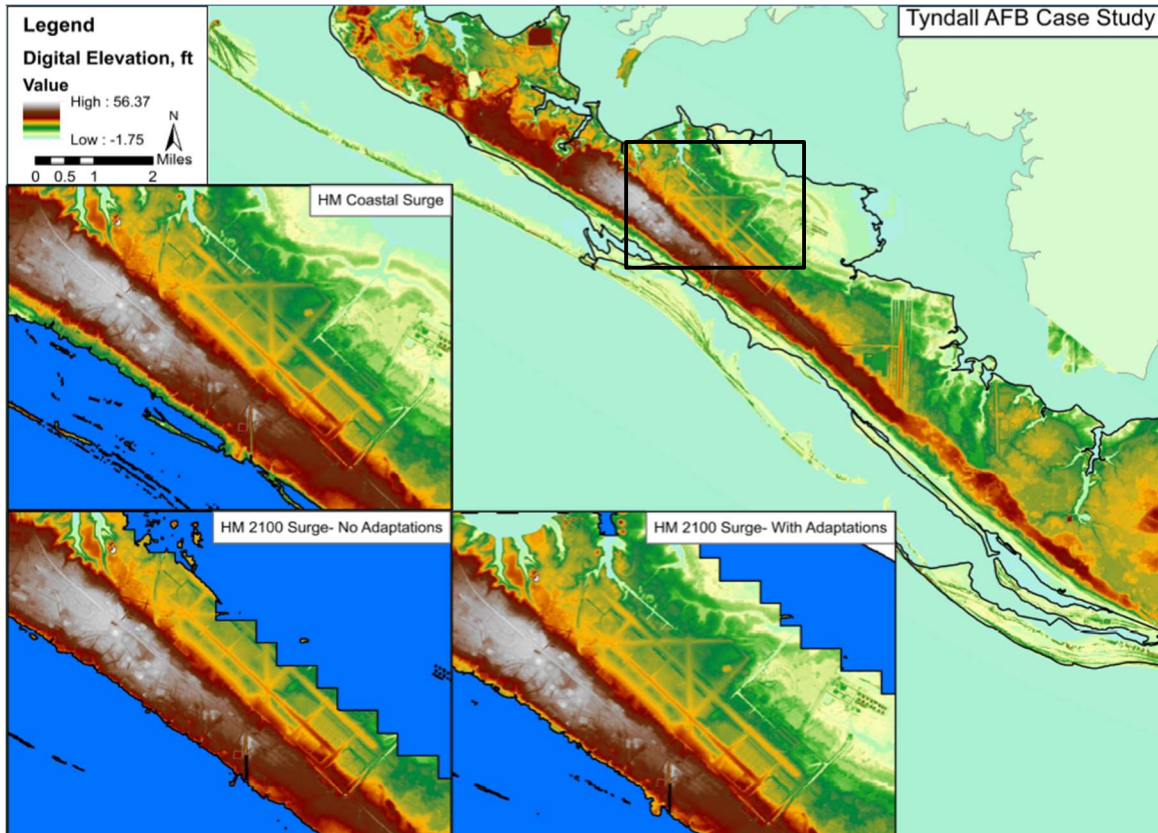 Legend
Digital Elevation, ft
Value
High : 56.37
Low : -1.75
N
Miles
0 0.5 1 2
Tyndall AFB Case Study
HM Coastal Surge
HM 2100 Surge- No Adaptations
HM 2100 Surge- With Adaptations